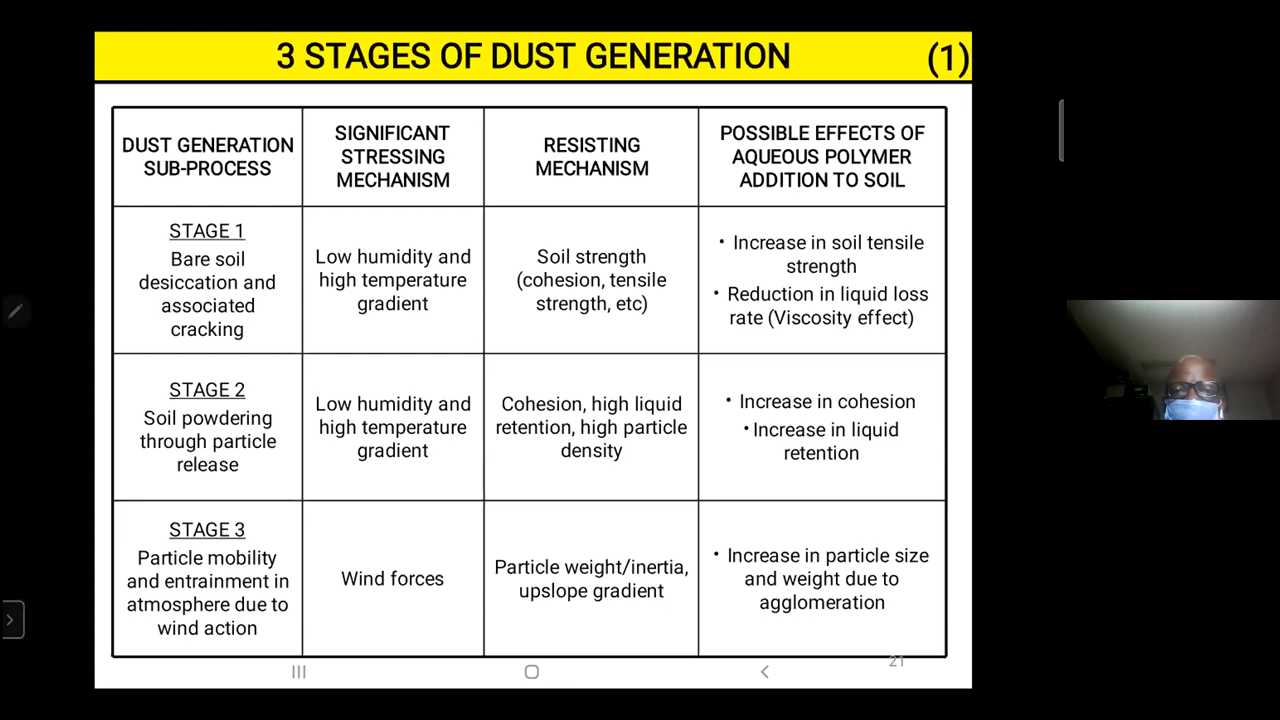 3 STAGES OF DUST GENERATION (1)
DUST GENERATION
SUB-PROCESS
SIGNIFICANT
STRESSING
MECHANISM
RESISTING
MECHANISM
POSSIBLE EFFECTS OF
AQUEOUS POLYMER
ADDITION TO SOIL
STAGE 1
Bare soil
desiccation and
associated
cracking
Low humidity and
high temperature
gradient
Soil strength
(cohesion, tensile
strength, etc)
• Increase in soil tensile
strength
• Reduction in liquid loss
rate (Viscosity effect)
STAGE 2
Soil powdering
through particle
release
Low humidity and
high temperature
gradient
Cohesion, high liquid
retention, high particle
density
• Increase in cohesion
• Increase in liquid
retention
STAGE 3
Particle mobility
and entrainment in
atmosphere due to
wind action
Wind forces
Particle weight/inertia,
upslope gradient
• Increase in particle size
and weight due to
agglomeration
21